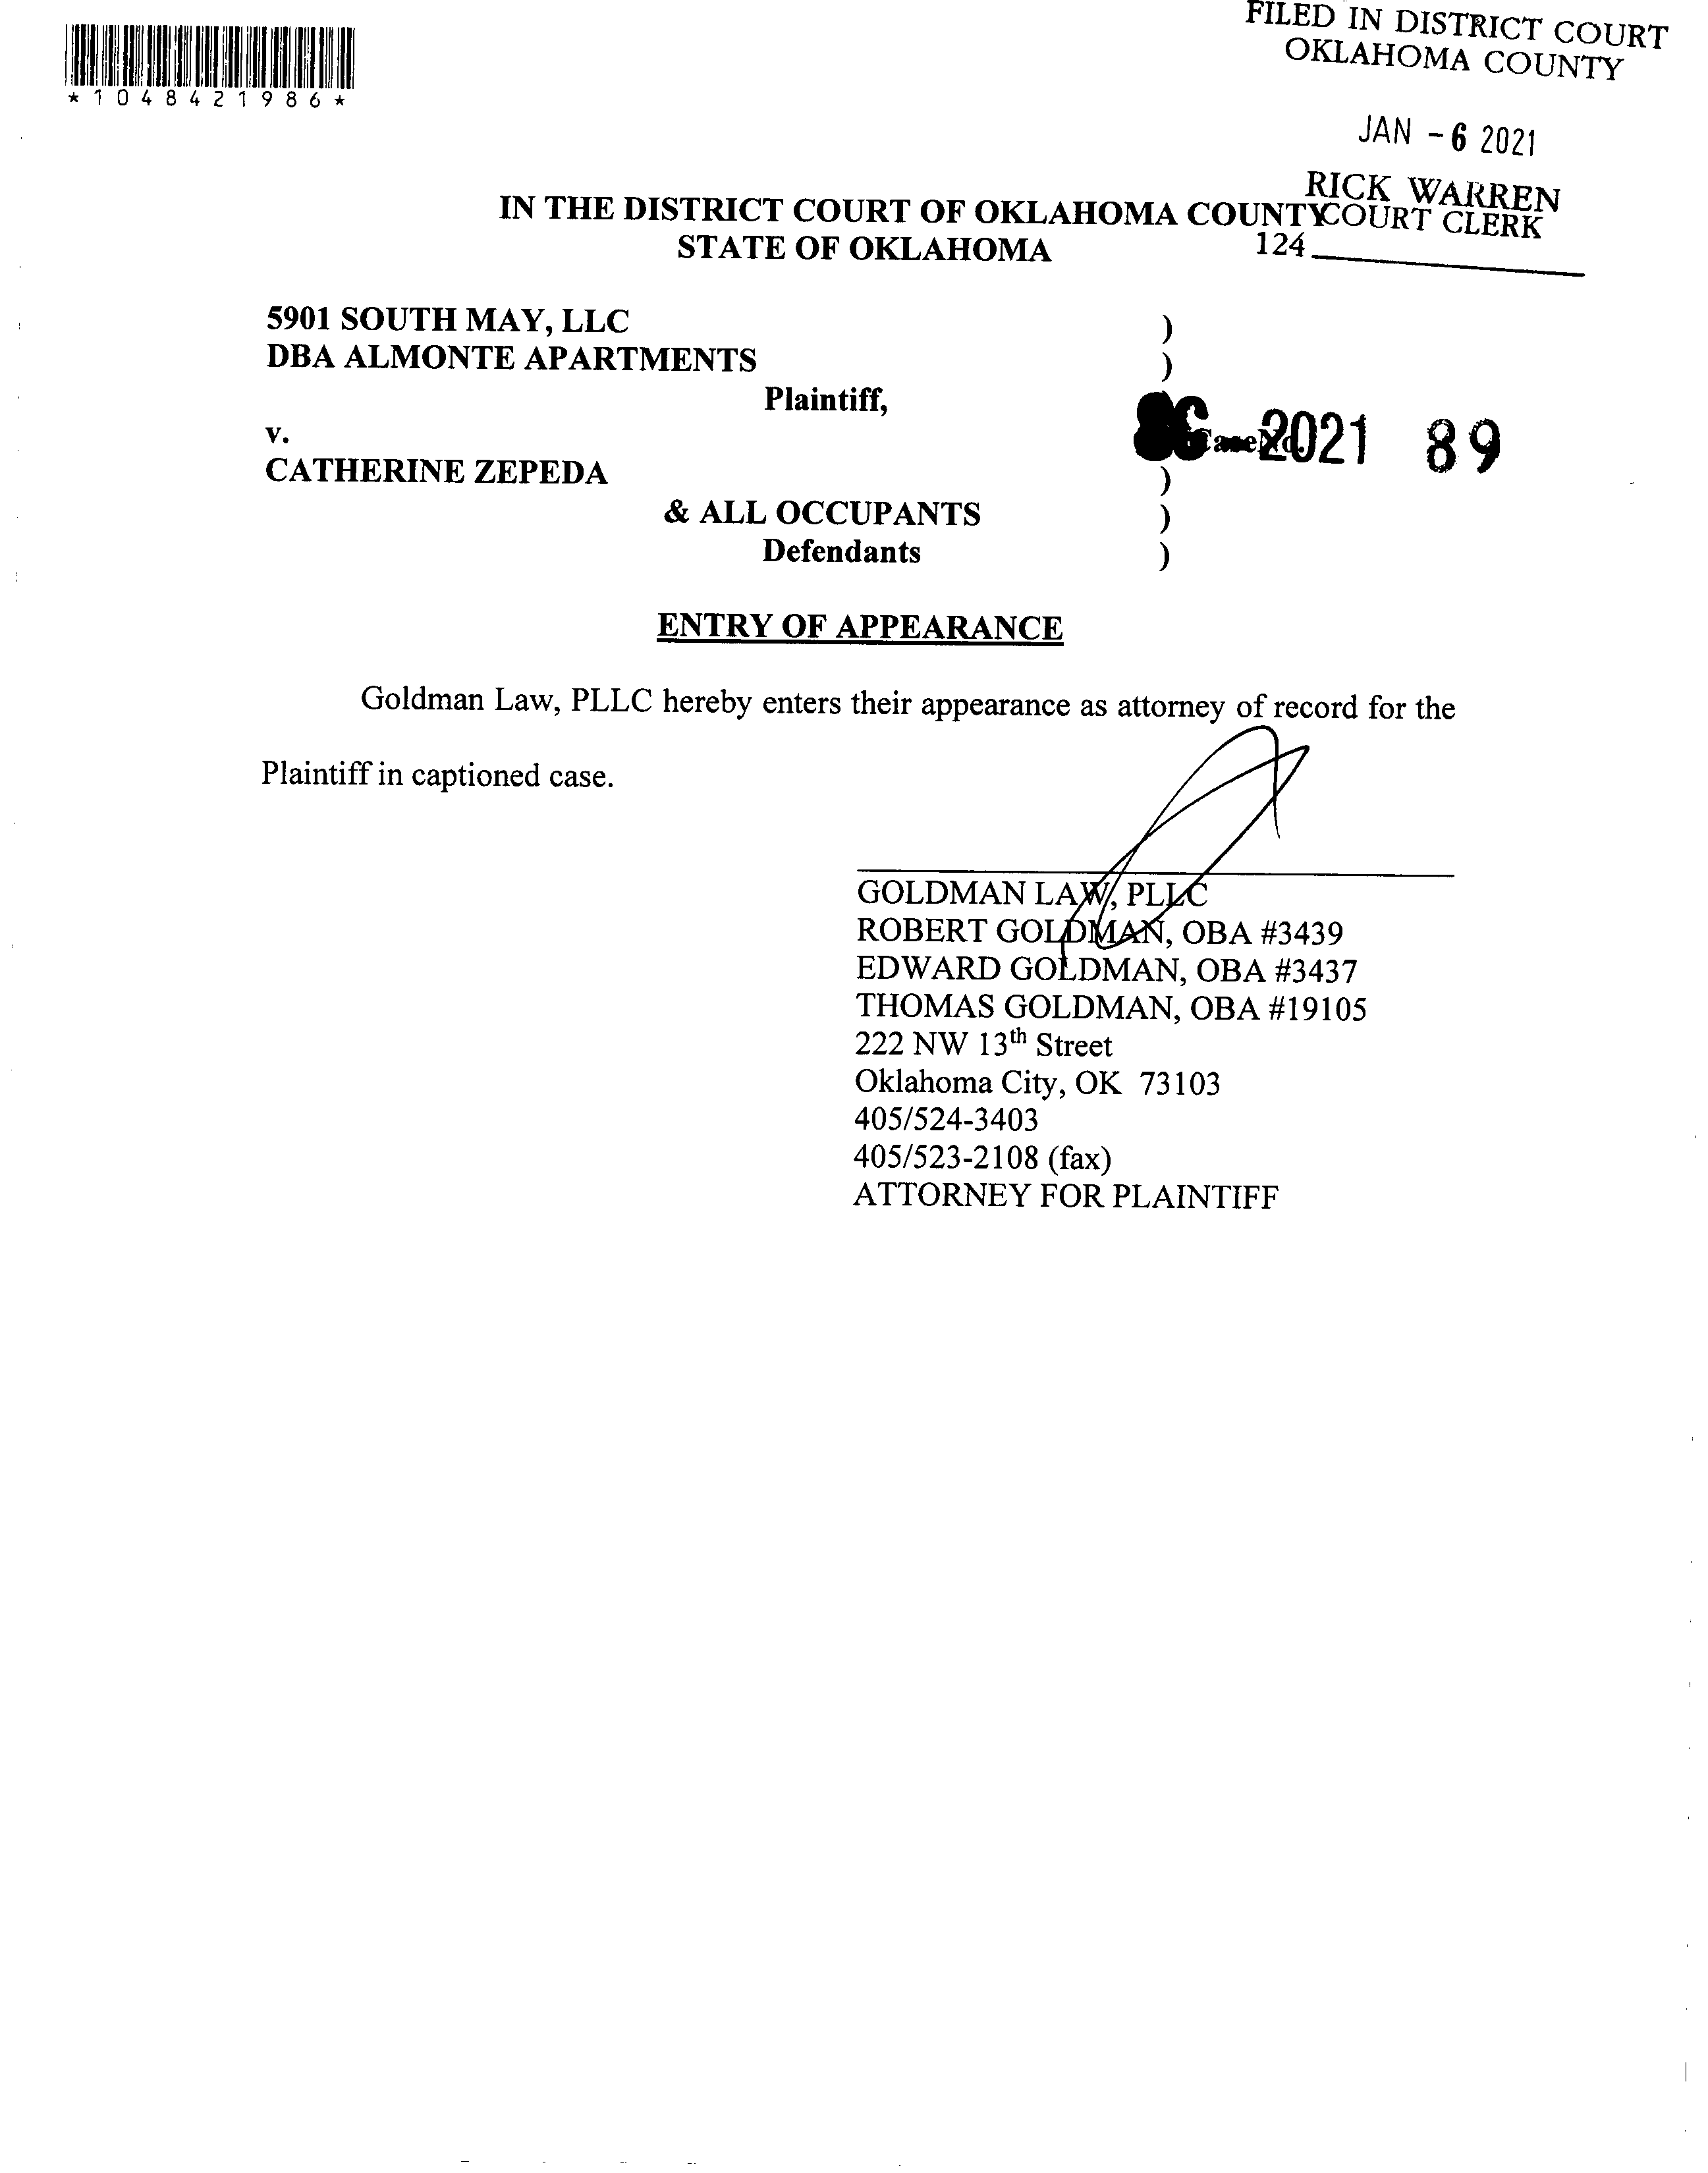 FILED IN DISTRICT COURT
OKLAHOMA COUNTY
*1048421986*
JAN -6 2021
RICK WARREN
COURT CLERK
124
IN THE DISTRICT COURT OF OKLAHOMA COUNTY
STATE OF OKLAHOMA
5901 SOUTH MAY, LLC )
DBA ALMONTE APARTMENTS )
Plaintiff,
v. Case No. 2021 89
CATHERINE ZEPEDA )
& ALL OCCUPANTS )
Defendants )
ENTRY OF APPEARANCE
Goldman Law, PLLC hereby enters their appearance as attorney of record for the
Plaintiff in captioned case.
GOLDMAN LAW, PLLC
ROBERT GOLDMAN, OBA #3439
EDWARD GOLDMAN, OBA #3437
THOMAS GOLDMAN, OBA #19105
222 NW 13th Street
Oklahoma City, OK 73103
405/524-3403
405/523-2108 (fax)
ATTORNEY FOR PLAINTIFF